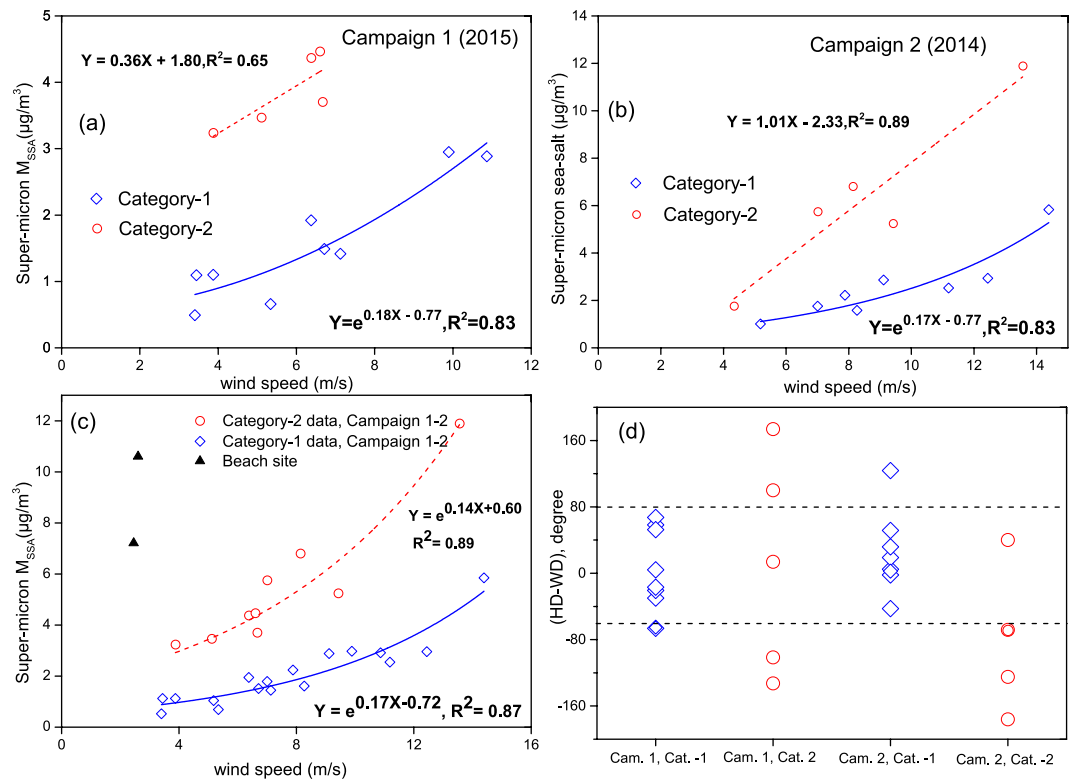 Campaign 1 (2015)
Y = 0.36X + 1.80,R2= 0.65
(a)
Category-1
Category-2
Y=e0.18X - 0.77,R2=0.83
Super-micron MSSA(µg/m3)
5
4
3
2
1
0
0 2 4 6 8 10 12
wind speed (m/s)
Campaign 2 (2014)
(b)
Y = 1.01X - 2.33,R2= 0.89
Category-1
Category-2
Y=e0.17X - 0.77,R2=0.83
Super-micron sea-salt (µg/m3)
14
12
10
8
6
4
2
0
0 2 4 6 8 10 12 14
wind speed (m/s)
(c)
Category-2 data, Campaign 1-2
Category-1 data, Campaign 1-2
Beach site
Y = e0.14X+0.60
R2= 0.89
Y = e0.17X-0.72, R2= 0.87
Super-micron MSSA(µg/m3)
12
10
8
6
4
2
0
0 4 8 12 16
wind speed (m/s)
(d)
(HD-WD), degree
160
80
0
-80
-160
Cam. 1, Cat. -1 Cam. 1, Cat. 2 Cam. 2, Cat. -1 Cam. 2, Cat. -2